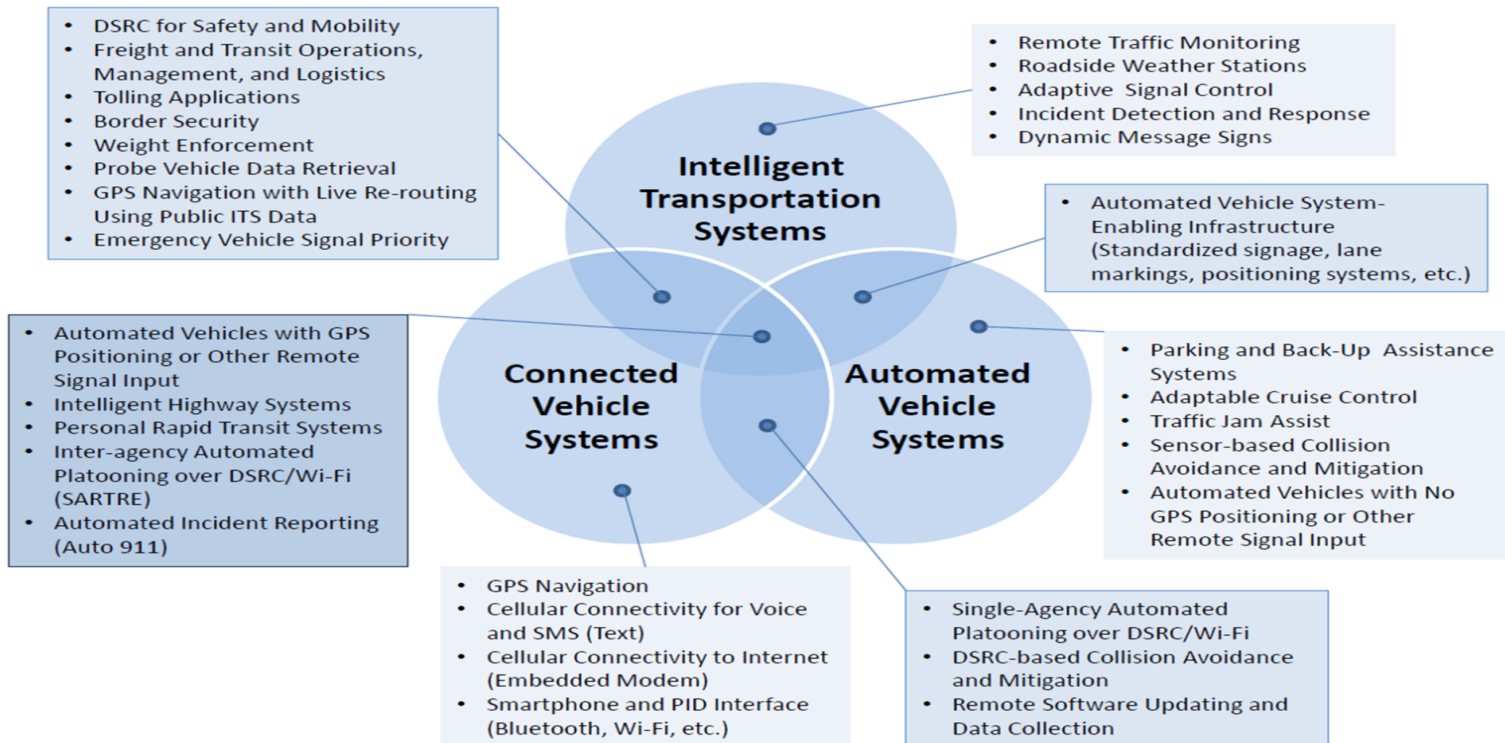 • DSRC for Safety and Mobility
• Freight and Transit Operations,
Management, and Logistics
• Tolling Applications
• Border Security
• Weight Enforcement
• Probe Vehicle Data Retrieval
• GPS Navigation with Live Re-routing
Using Public ITS Data
• Emergency Vehicle Signal Priority
• Remote Traffic Monitoring
• Roadside Weather Stations
• Adaptive Signal Control
• Incident Detection and Response
• Dynamic Message Signs
Intelligent
Transportation
Systems
• Automated Vehicle System-
Enabling Infrastructure
(Standardized signage, lane
markings, positioning systems, etc.)
• Automated Vehicles with GPS
Positioning or Other Remote
Signal Input
• Intelligent Highway Systems
• Personal Rapid Transit Systems
• Inter-agency Automated
Platooning over DSRC/Wi-Fi
(SARTRE)
• Automated Incident Reporting
(Auto 911)
Connected
Vehicle
Systems
Automated
Vehicle
Systems
• Parking and Back-Up Assistance
Systems
• Adaptable Cruise Control
• Traffic Jam Assist
• Sensor-based Collision
Avoidance and Mitigation
• Automated Vehicles with No
GPS Positioning or Other
Remote Signal Input
• GPS Navigation
• Cellular Connectivity for Voice
and SMS (Text)
• Cellular Connectivity to Internet
(Embedded Modem)
• Smartphone and PID Interface
(Bluetooth, Wi-Fi, etc.)
• Single-Agency Automated
Platooning over DSRC/Wi-Fi
• DSRC-based Collision Avoidance
and Mitigation
• Remote Software Updating and
Data Collection